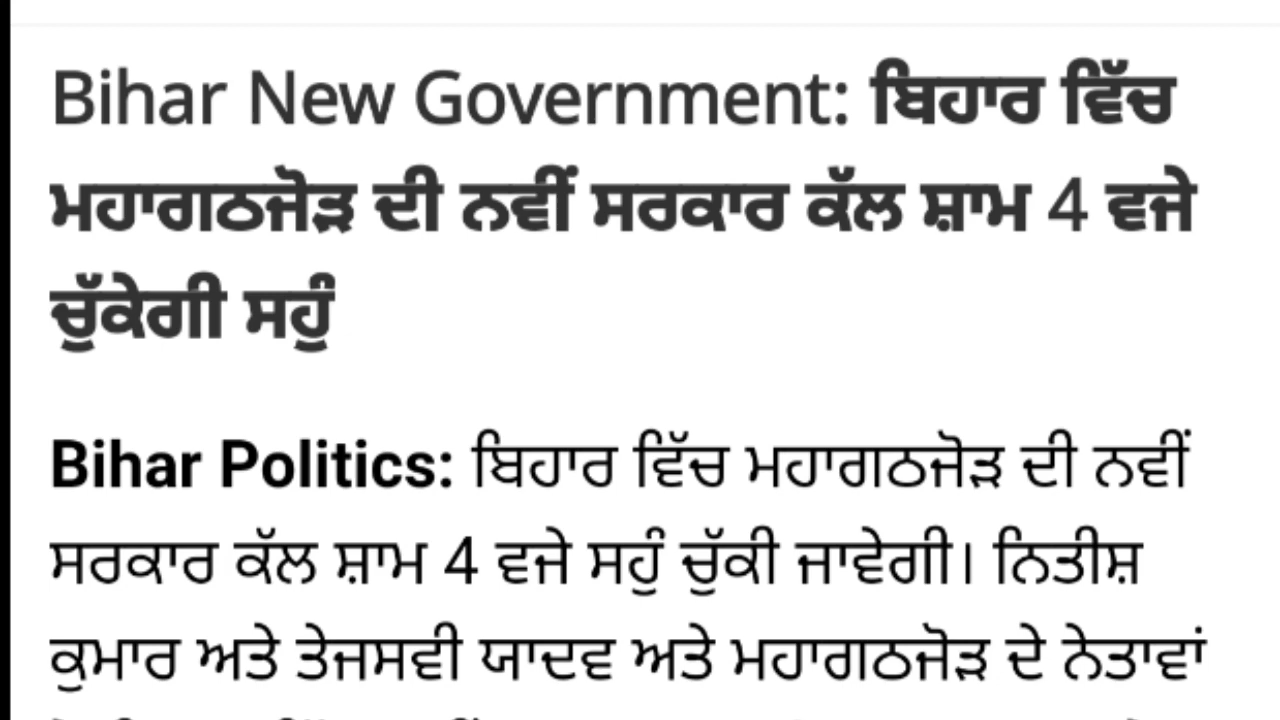 Bihar New Government: ਬਿਹਾਰ ਵਿੱਚ
ਮਹਾਗਠਜੋੜ ਦੀ ਨਵੀਂ ਸਰਕਾਰ ਕੱਲ ਸ਼ਾਮ 4 ਵਜੇ
ਚੁੱਕੇਗੀ ਸਹੁੰ
Bihar Politics: ਬਿਹਾਰ ਵਿੱਚ ਮਹਾਗਠਜੋੜ ਦੀ ਨਵੀਂ
ਸਰਕਾਰ ਕੱਲ ਸ਼ਾਮ 4 ਵਜੇ ਸਹੁੰ ਚੁੱਕੀ ਜਾਵੇਗੀ। ਨਿਤੀਸ਼
ਕੁਮਾਰ ਅਤੇ ਤੇਜਸਵੀ ਯਾਦਵ ਅਤੇ ਮਹਾਗਠਜੋੜ ਦੇ ਨੇਤਾਵਾਂ